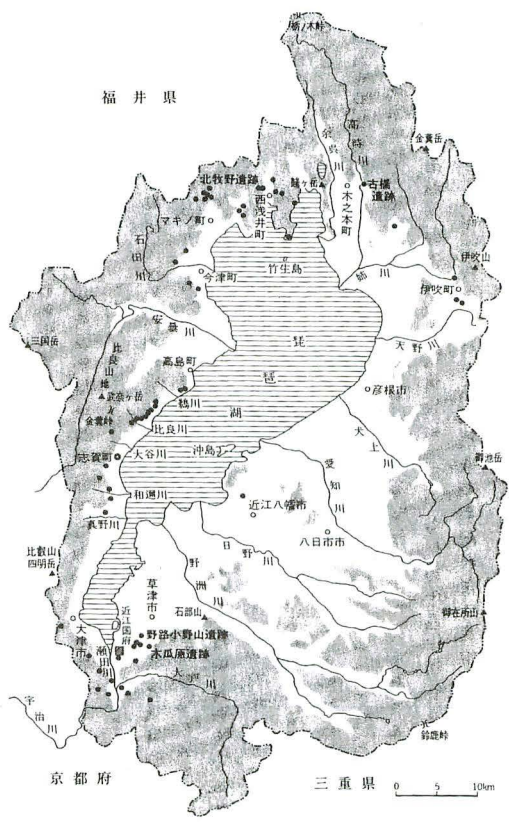 栃ノ木峠
福井県
余呉川
高時川
金糞岳
北牧野遺跡
賤ヶ岳
古橋遺跡
西浅井町
木之本町
マキノ町
石田川
竹生島
姉川
伊吹山
今津町
伊吹町
安曇川
天野川
三国岳
比良山地
高島町
琵琶湖
武奈ヶ岳
鵜川
彦根市
金糞峠
比良川
犬上川
志賀町
大谷川
沖島
愛知川
御池岳
和邇川
近江八幡市
真野川
八日市市
日野川
比叡山
四明岳
野洲川
草津市
石部山
御在所山
近江国府
大津市
野路小野山遺跡
瀬田川
木瓜原遺跡
大戸川
宇治川
鈴鹿峠
京都府
三重県
0 5 10km